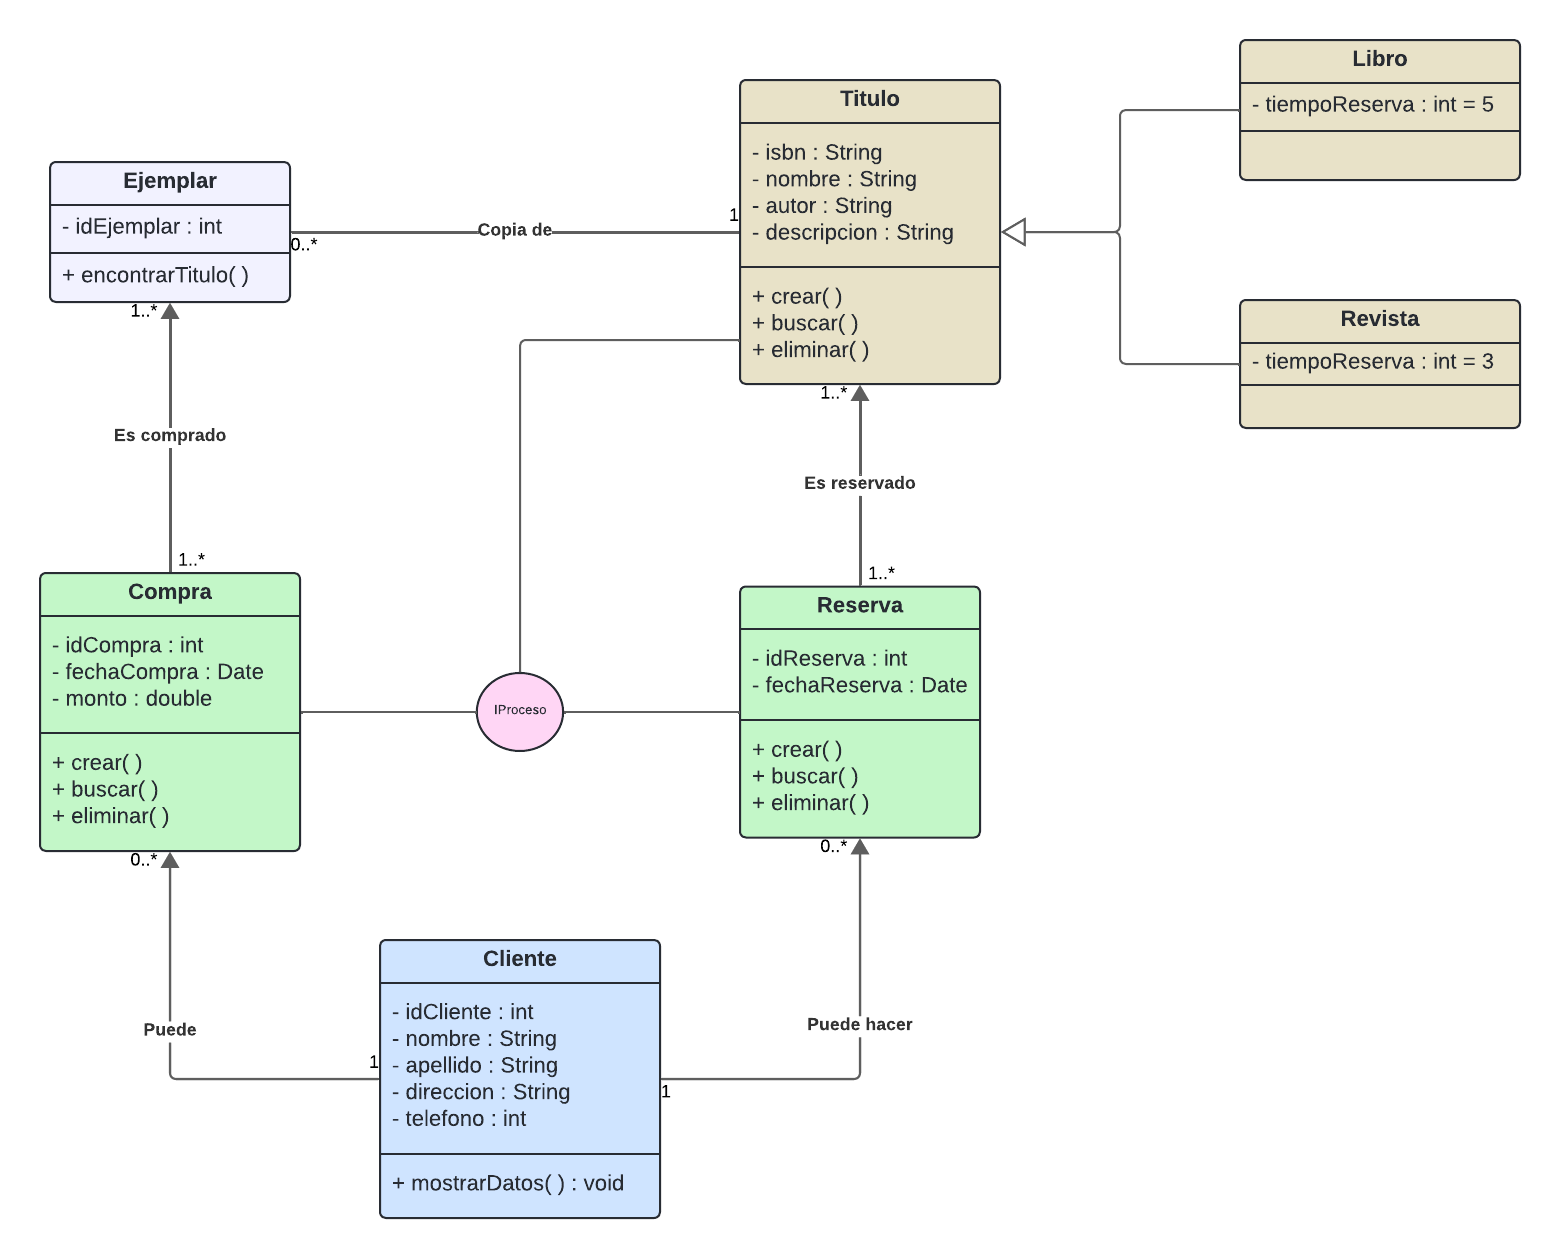 Libro
- tiempoReserva : int = 5
Titulo
- isbn : String
- nombre : String
- autor : String
- descripcion : String
+ crear( )
+ buscar( )
+ eliminar( )
Ejemplar
- idEjemplar : int
+ encontrarTitulo( )
0..*
Copia de
1
Revista
- tiempoReserva : int = 3
1..*
Es comprado
1..*
1..*
Es reservado
1..*
Compra
- idCompra : int
- fechaCompra : Date
- monto : double
+ crear( )
+ buscar( )
+ eliminar( )
IProceso
Reserva
- idReserva : int
- fechaReserva : Date
+ crear( )
+ buscar( )
+ eliminar( )
0..*
Puede
1
0..*
Puede hacer
1
Cliente
- idCliente : int
- nombre : String
- apellido : String
- direccion : String
- telefono : int
+ mostrarDatos( ) : void